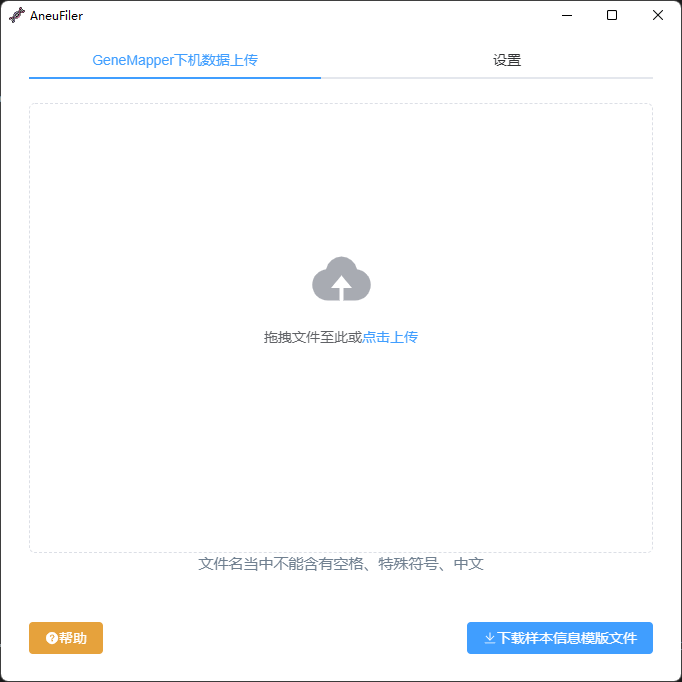 AneuFiler
GeneMapper下机数据上传
设置
拖拽文件至此或点击上传
文件名当中不能含有空格、特殊符号、中文
帮助
下载样本信息模版文件